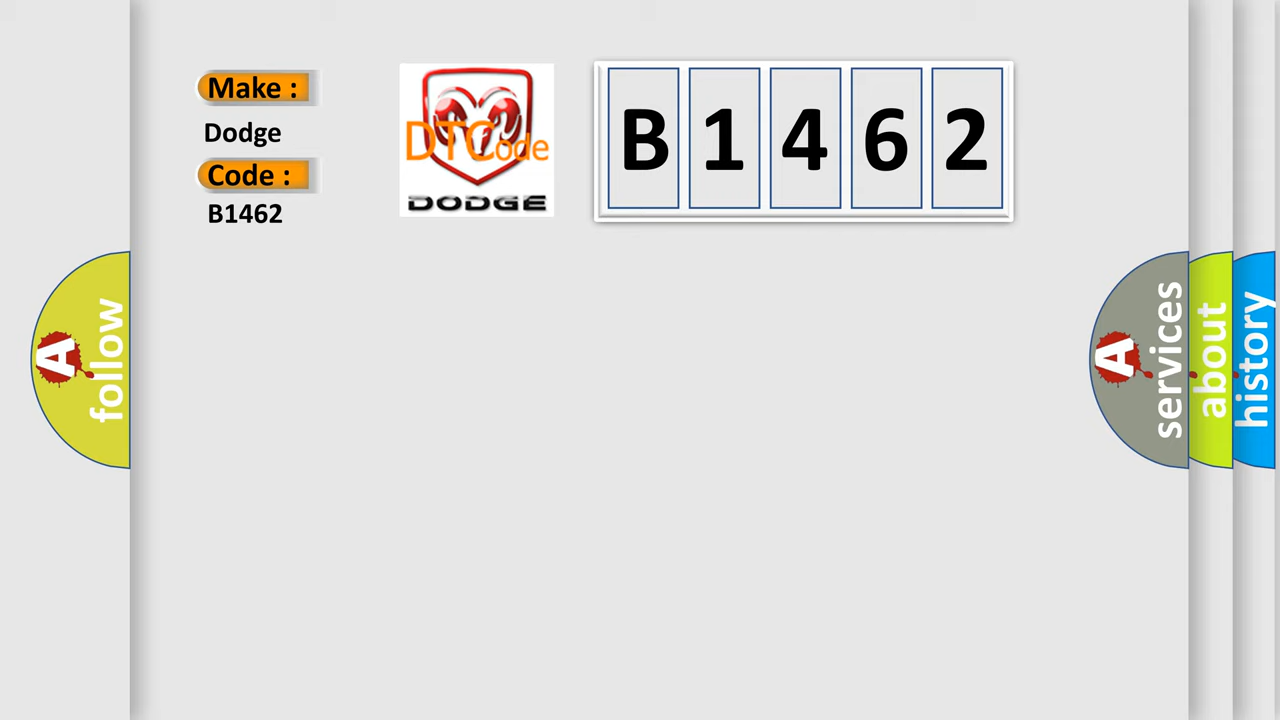 Make :
Dodge
Code :
B1462
DTCode
DODGE
B 1 4 6 2
A follow
A services
about
history